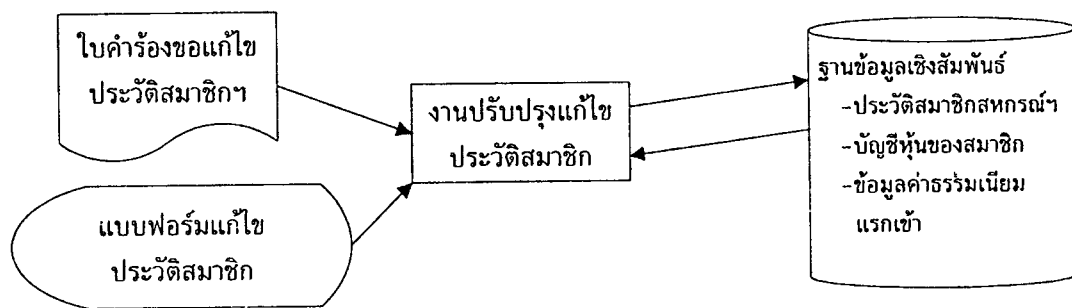 ใบคำร้องขอแก้ไข
ประวัติสมาชิกฯ
แบบฟอร์มแก้ไข
ประวัติสมาชิก
งานปรับปรุงแก้ไข
ประวัติสมาชิก
ฐานข้อมูลเชิงสัมพันธ์
-ประวัติสมาชิกสหกรณ์ฯ
-บัญชีหุ้นของสมาชิก
-ข้อมูลค่าธรรมเนียม
แรกเข้า